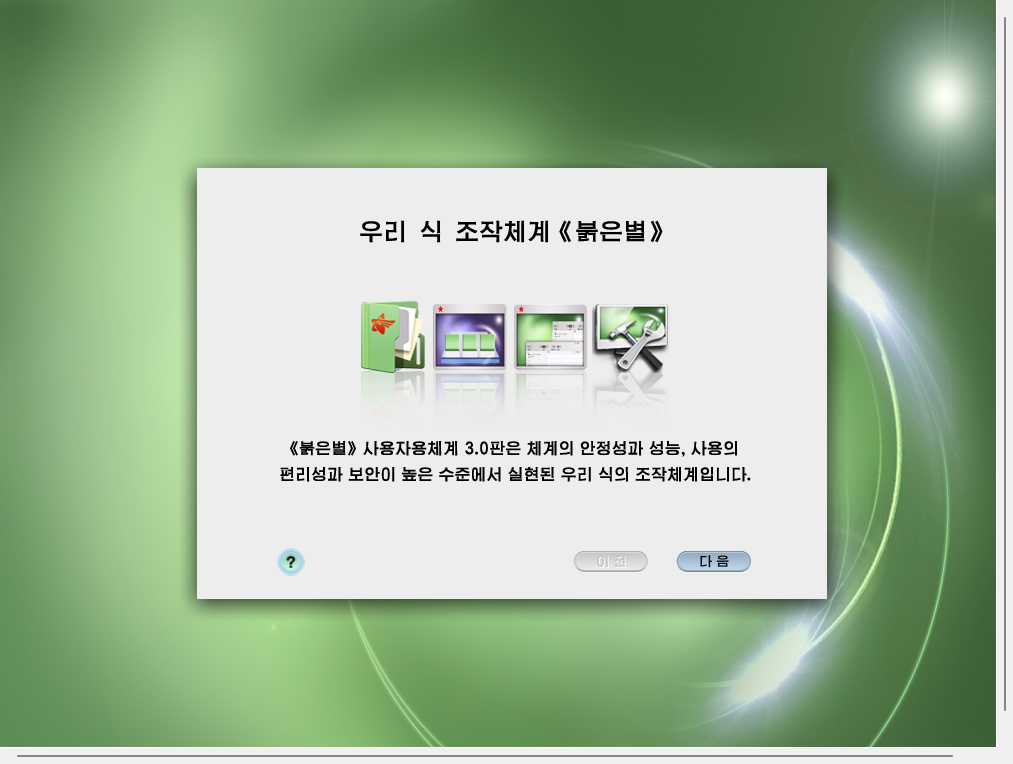 우리 식 조작체계《붉은별》
《붉은별》사용자용체계 3.0판은 체계의 안정성과 성능, 사용의
편리성과 보안이 높은 수준에서 실현된 우리 식의 조작체계입니다.
?
이 전
다 음